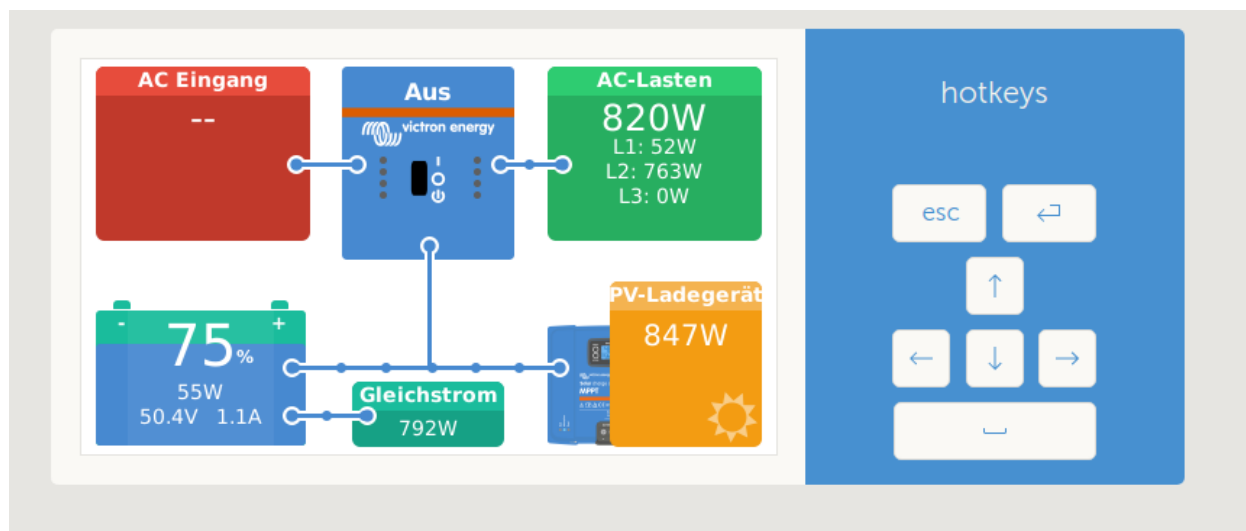 AC Eingang
--
Aus
victron energy
AC-Lasten
820W
L1: 52W
L2: 763W
L3: 0W
hotkeys
esc
- 75% +
55W
50.4V 1.1A
Gleichstrom
792W
PV-Ladegerät
847W
MPPT